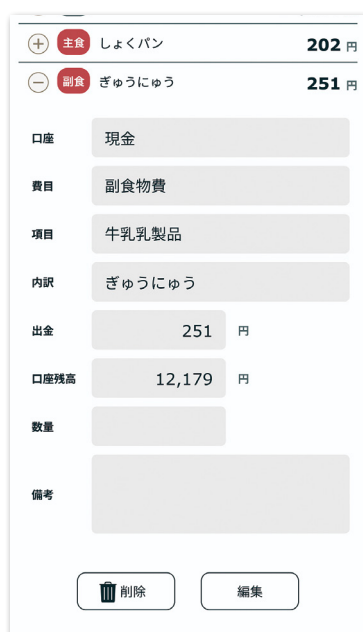 主食 しょくパン 202 円
副食 ぎゅうにゅう 251 円
口座 現金
費目 副食物費
項目 牛乳乳製品
内訳 ぎゅうにゅう
出金 251 円
口座残高 12,179 円
数量
備考
削除 編集